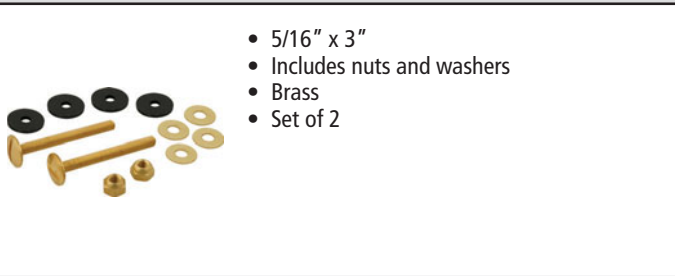 • 5/16″ x 3″
• Includes nuts and washers
• Brass
• Set of 2